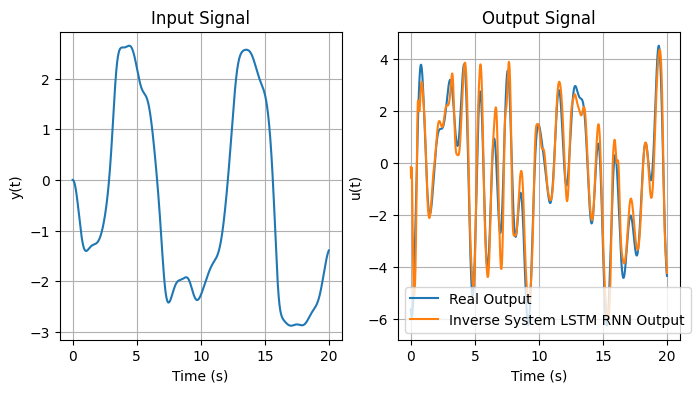 Input Signal
y(t)
2
1
0
−1
−2
−3
0
5
10
15
20
Time (s)
Output Signal
u(t)
4
2
0
−2
−4
−6
Real Output
Inverse System LSTM RNN Output
0
5
10
15
20
Time (s)